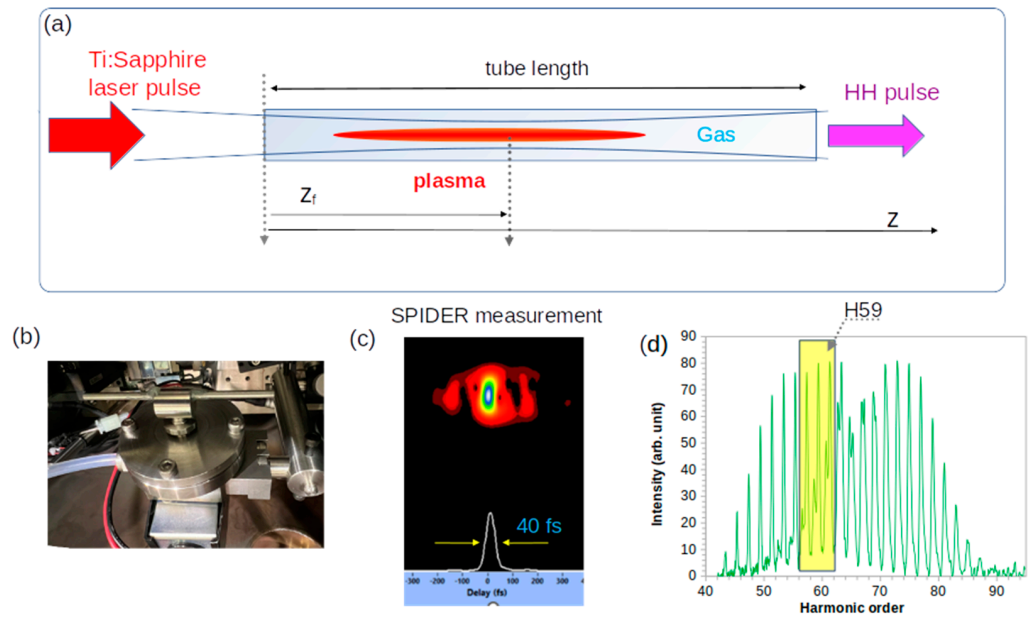 (a)
Ti:Sapphire
laser pulse
tube length
HH pulse
Gas
plasma
Zf
Z
(b)
(c)
SPIDER measurement
40 fs
-300 -200 -100 0 100 200 300 4
Delay (fs)
(d)
H59
90
80
70
60
50
40
30
20
10
0
Intensity (arb. unit)
40 50 60 70 80 90
Harmonic order